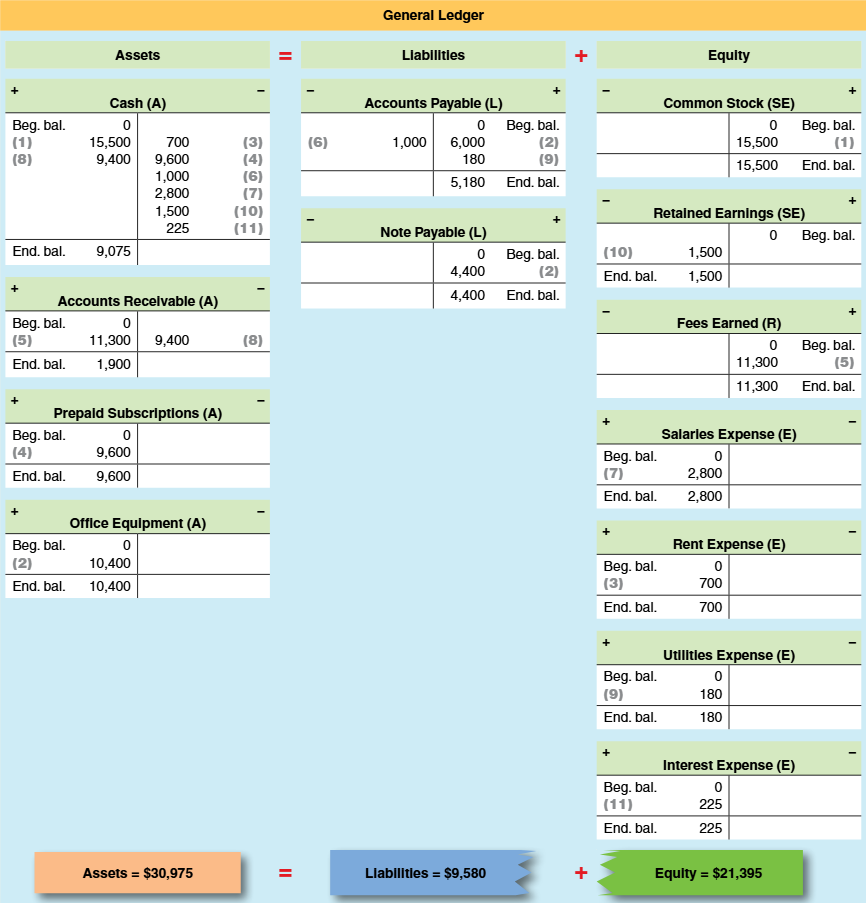 General Ledger
Assets = Liabilities + Equity
+ −
Cash (A)
Beg. bal. 0
(1) 15,500 700 (3)
(8) 9,400 9,600 (4)
1,000 (6)
2,800 (7)
1,500 (10)
225 (11)
End. bal. 9,075
+ −
Accounts Receivable (A)
Beg. bal. 0
(5) 11,300 9,400 (8)
End. bal. 1,900
+ −
Prepaid Subscriptions (A)
Beg. bal. 0
(4) 9,600
End. bal. 9,600
+ −
Office Equipment (A)
Beg. bal. 0
(2) 10,400
End. bal. 10,400
− +
Accounts Payable (L)
0 Beg. bal.
(6) 1,000 6,000 (2)
180 (9)
5,180 End. bal.
− +
Note Payable (L)
0 Beg. bal.
4,400 (2)
4,400 End. bal.
− +
Common Stock (SE)
0 Beg. bal.
15,500 (1)
15,500 End. bal.
− +
Retained Earnings (SE)
0 Beg. bal.
(10) 1,500
End. bal. 1,500
− +
Fees Earned (R)
0 Beg. bal.
11,300 (5)
11,300 End. bal.
+ −
Salaries Expense (E)
Beg. bal. 0
(7) 2,800
End. bal. 2,800
+ −
Rent Expense (E)
Beg. bal. 0
(3) 700
End. bal. 700
+ −
Utilities Expense (E)
Beg. bal. 0
(9) 180
End. bal. 180
+ −
Interest Expense (E)
Beg. bal. 0
(11) 225
End. bal. 225
Assets = $30,975 = Liabilities = $9,580 + Equity = $21,395